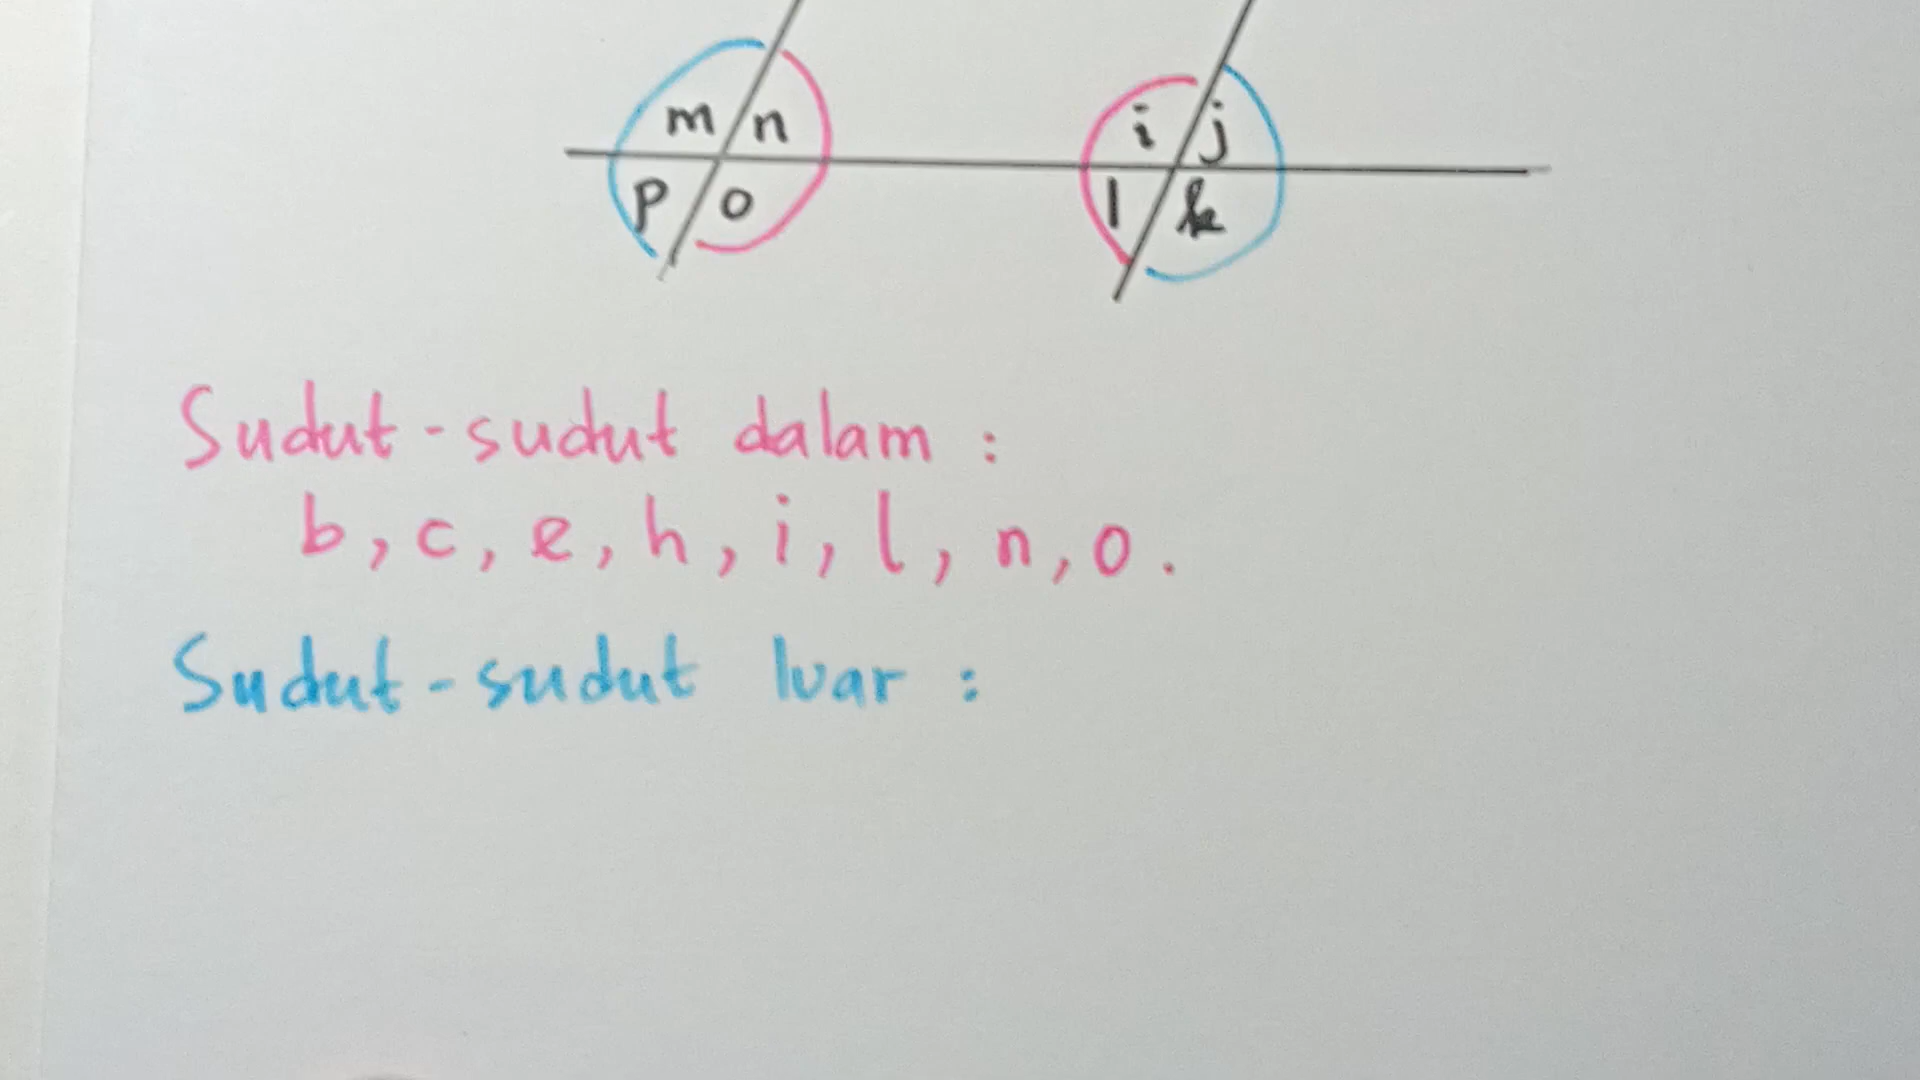 m n i j
p o l k
Sudut-sudut dalam :
b, c, e, h, i, l, n, o.
Sudut-sudut luar :